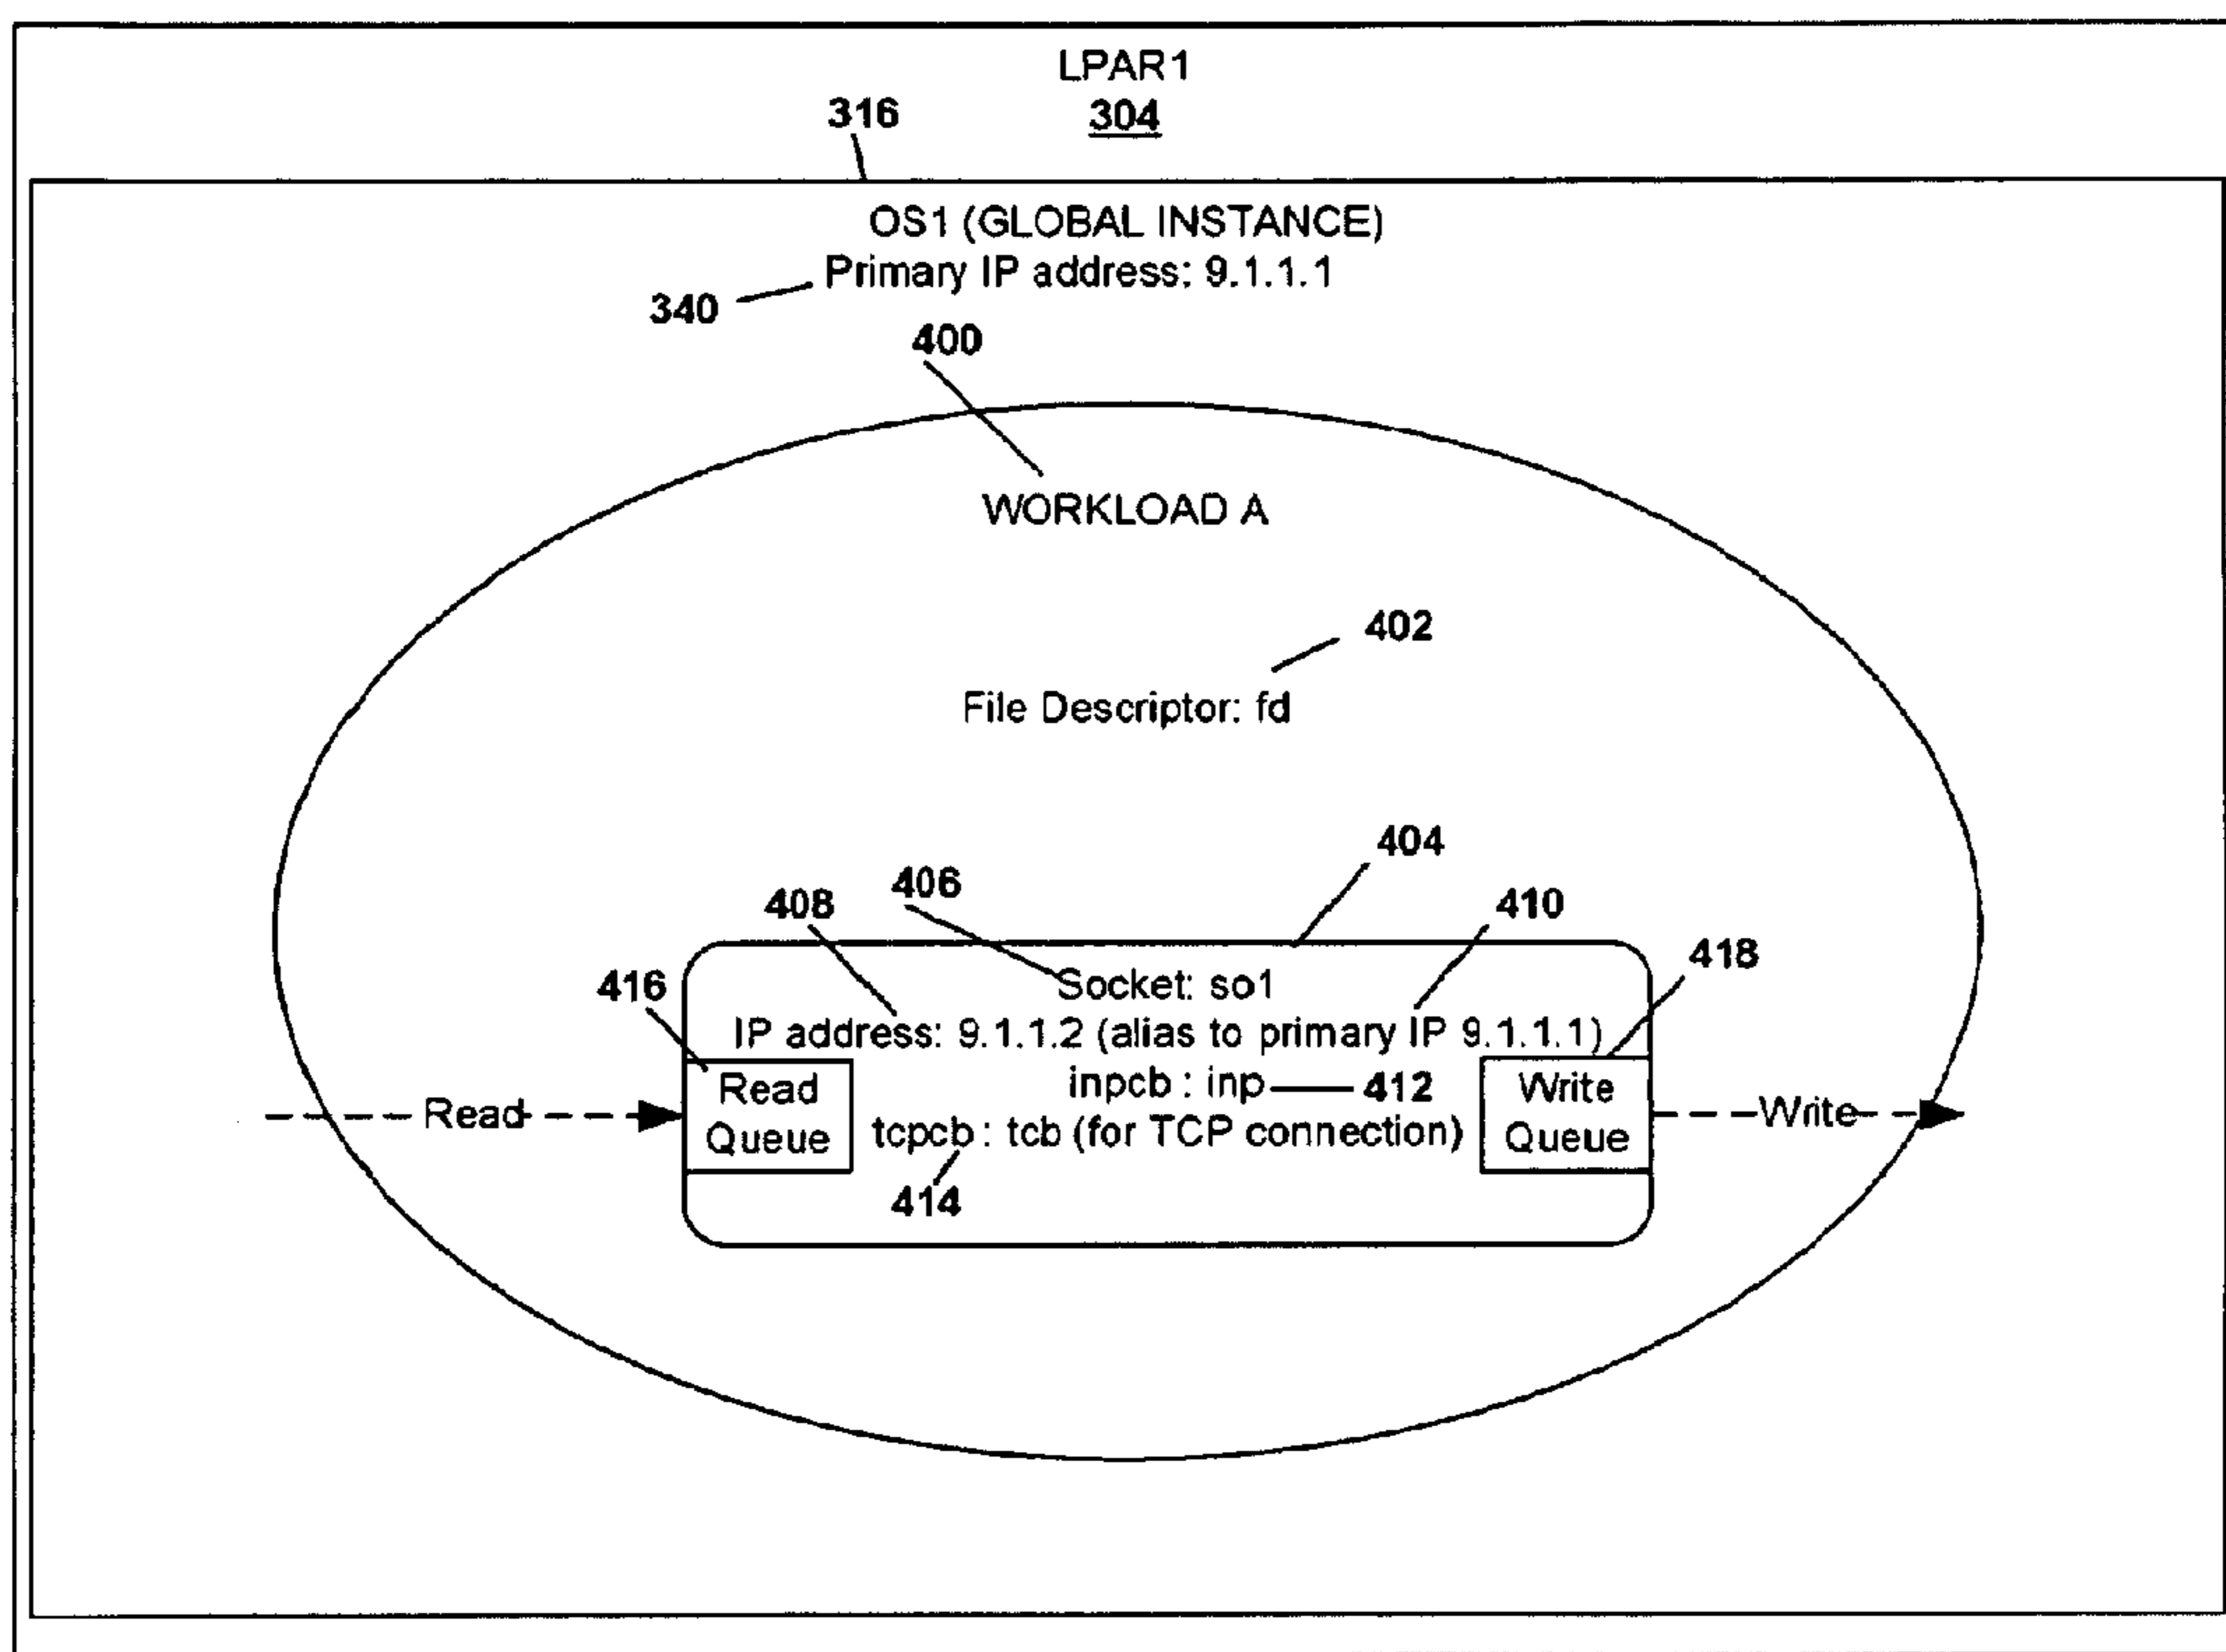 LPAR1
304
316
OS1 (GLOBAL INSTANCE)
Primary IP address: 9.1.1.1
340
400
WORKLOAD A
402
File Descriptor: fd
404
406
408
410
418
416
Socket: so1
IP address: 9.1.1.2 (alias to primary IP 9.1.1.1)
Read
Queue
inpcb : inp
412
Write
Queue
Read
Write
tcpcb : tcb (for TCP connection)
414